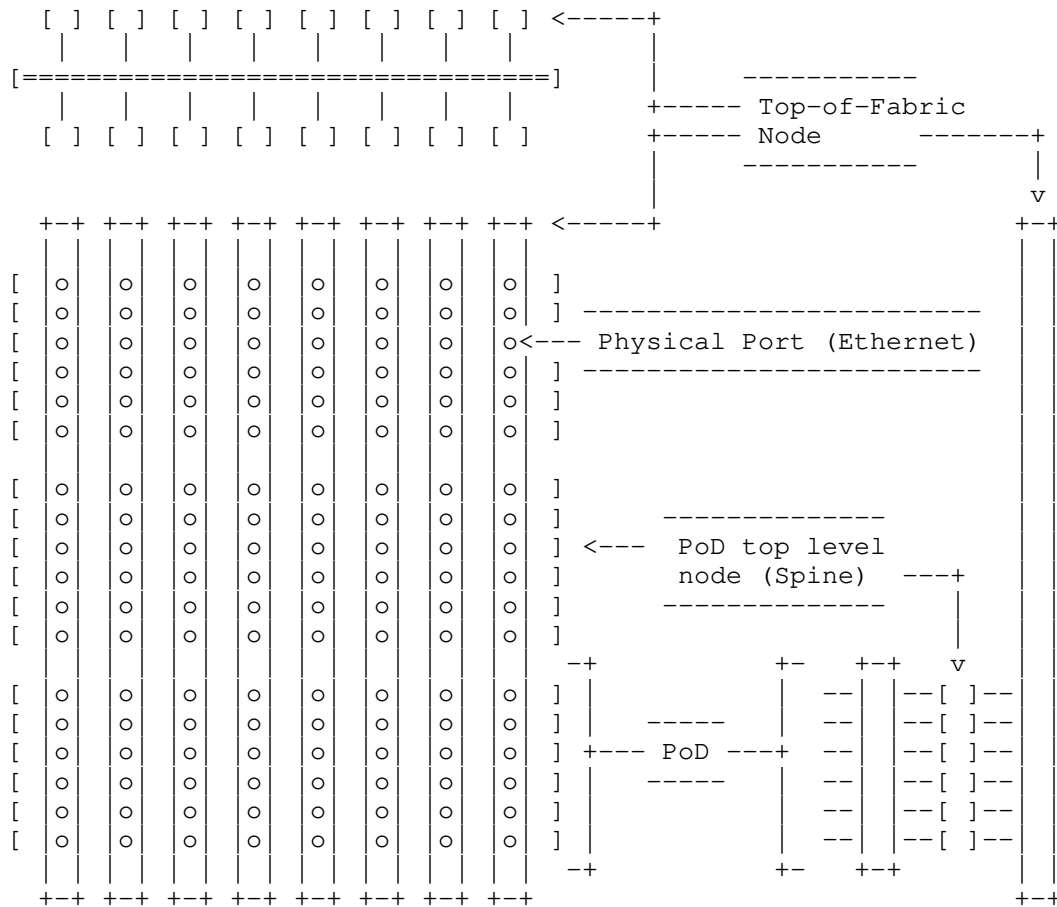 Top-of-Fabric
Node
v
Physical Port (Ethernet)
PoD top level
node (Spine)
v
PoD